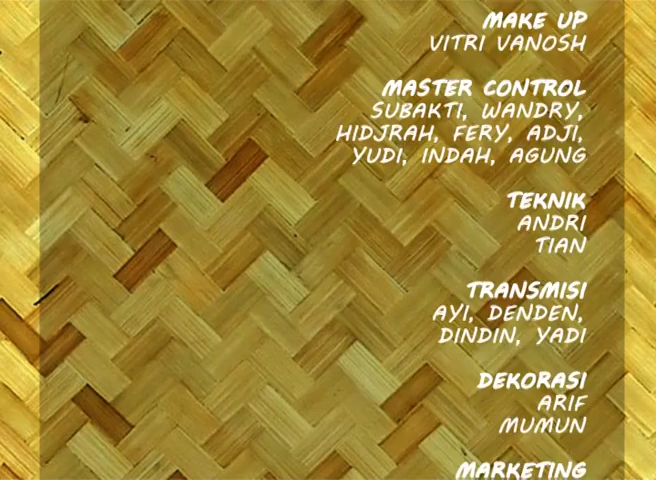 MAKE UP
VITRI VANOSH
MASTER CONTROL
SUBAKTI, WANDRY,
HIDJRAH, FERY, ADJI,
YUDI, INDAH, AGUNG
TEKNIK
ANDRI
TIAN
TRANSMISI
AYI, DENDEN,
DINDIN, YADI
DEKORASI
ARIF
MUMUN
MARKETING